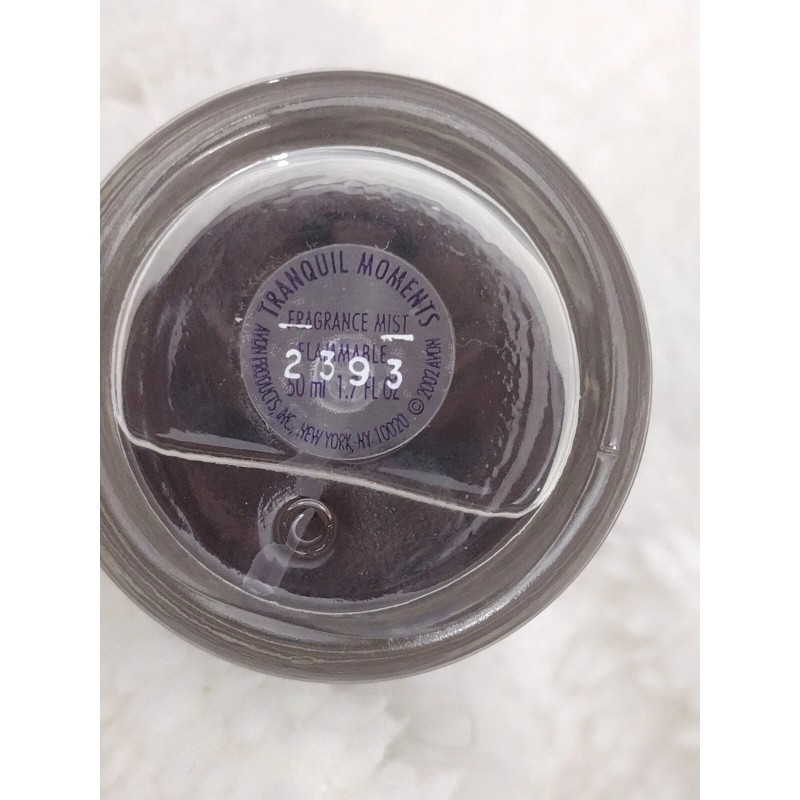 TRANQUIL MOMENTS
FRAGRANCE MIST
FLAMMABLE
2393
50 ml 1.7 FL OZ
AVON PRODUCTS, INC., NEW YORK, NY 10020 © 2002 AVON